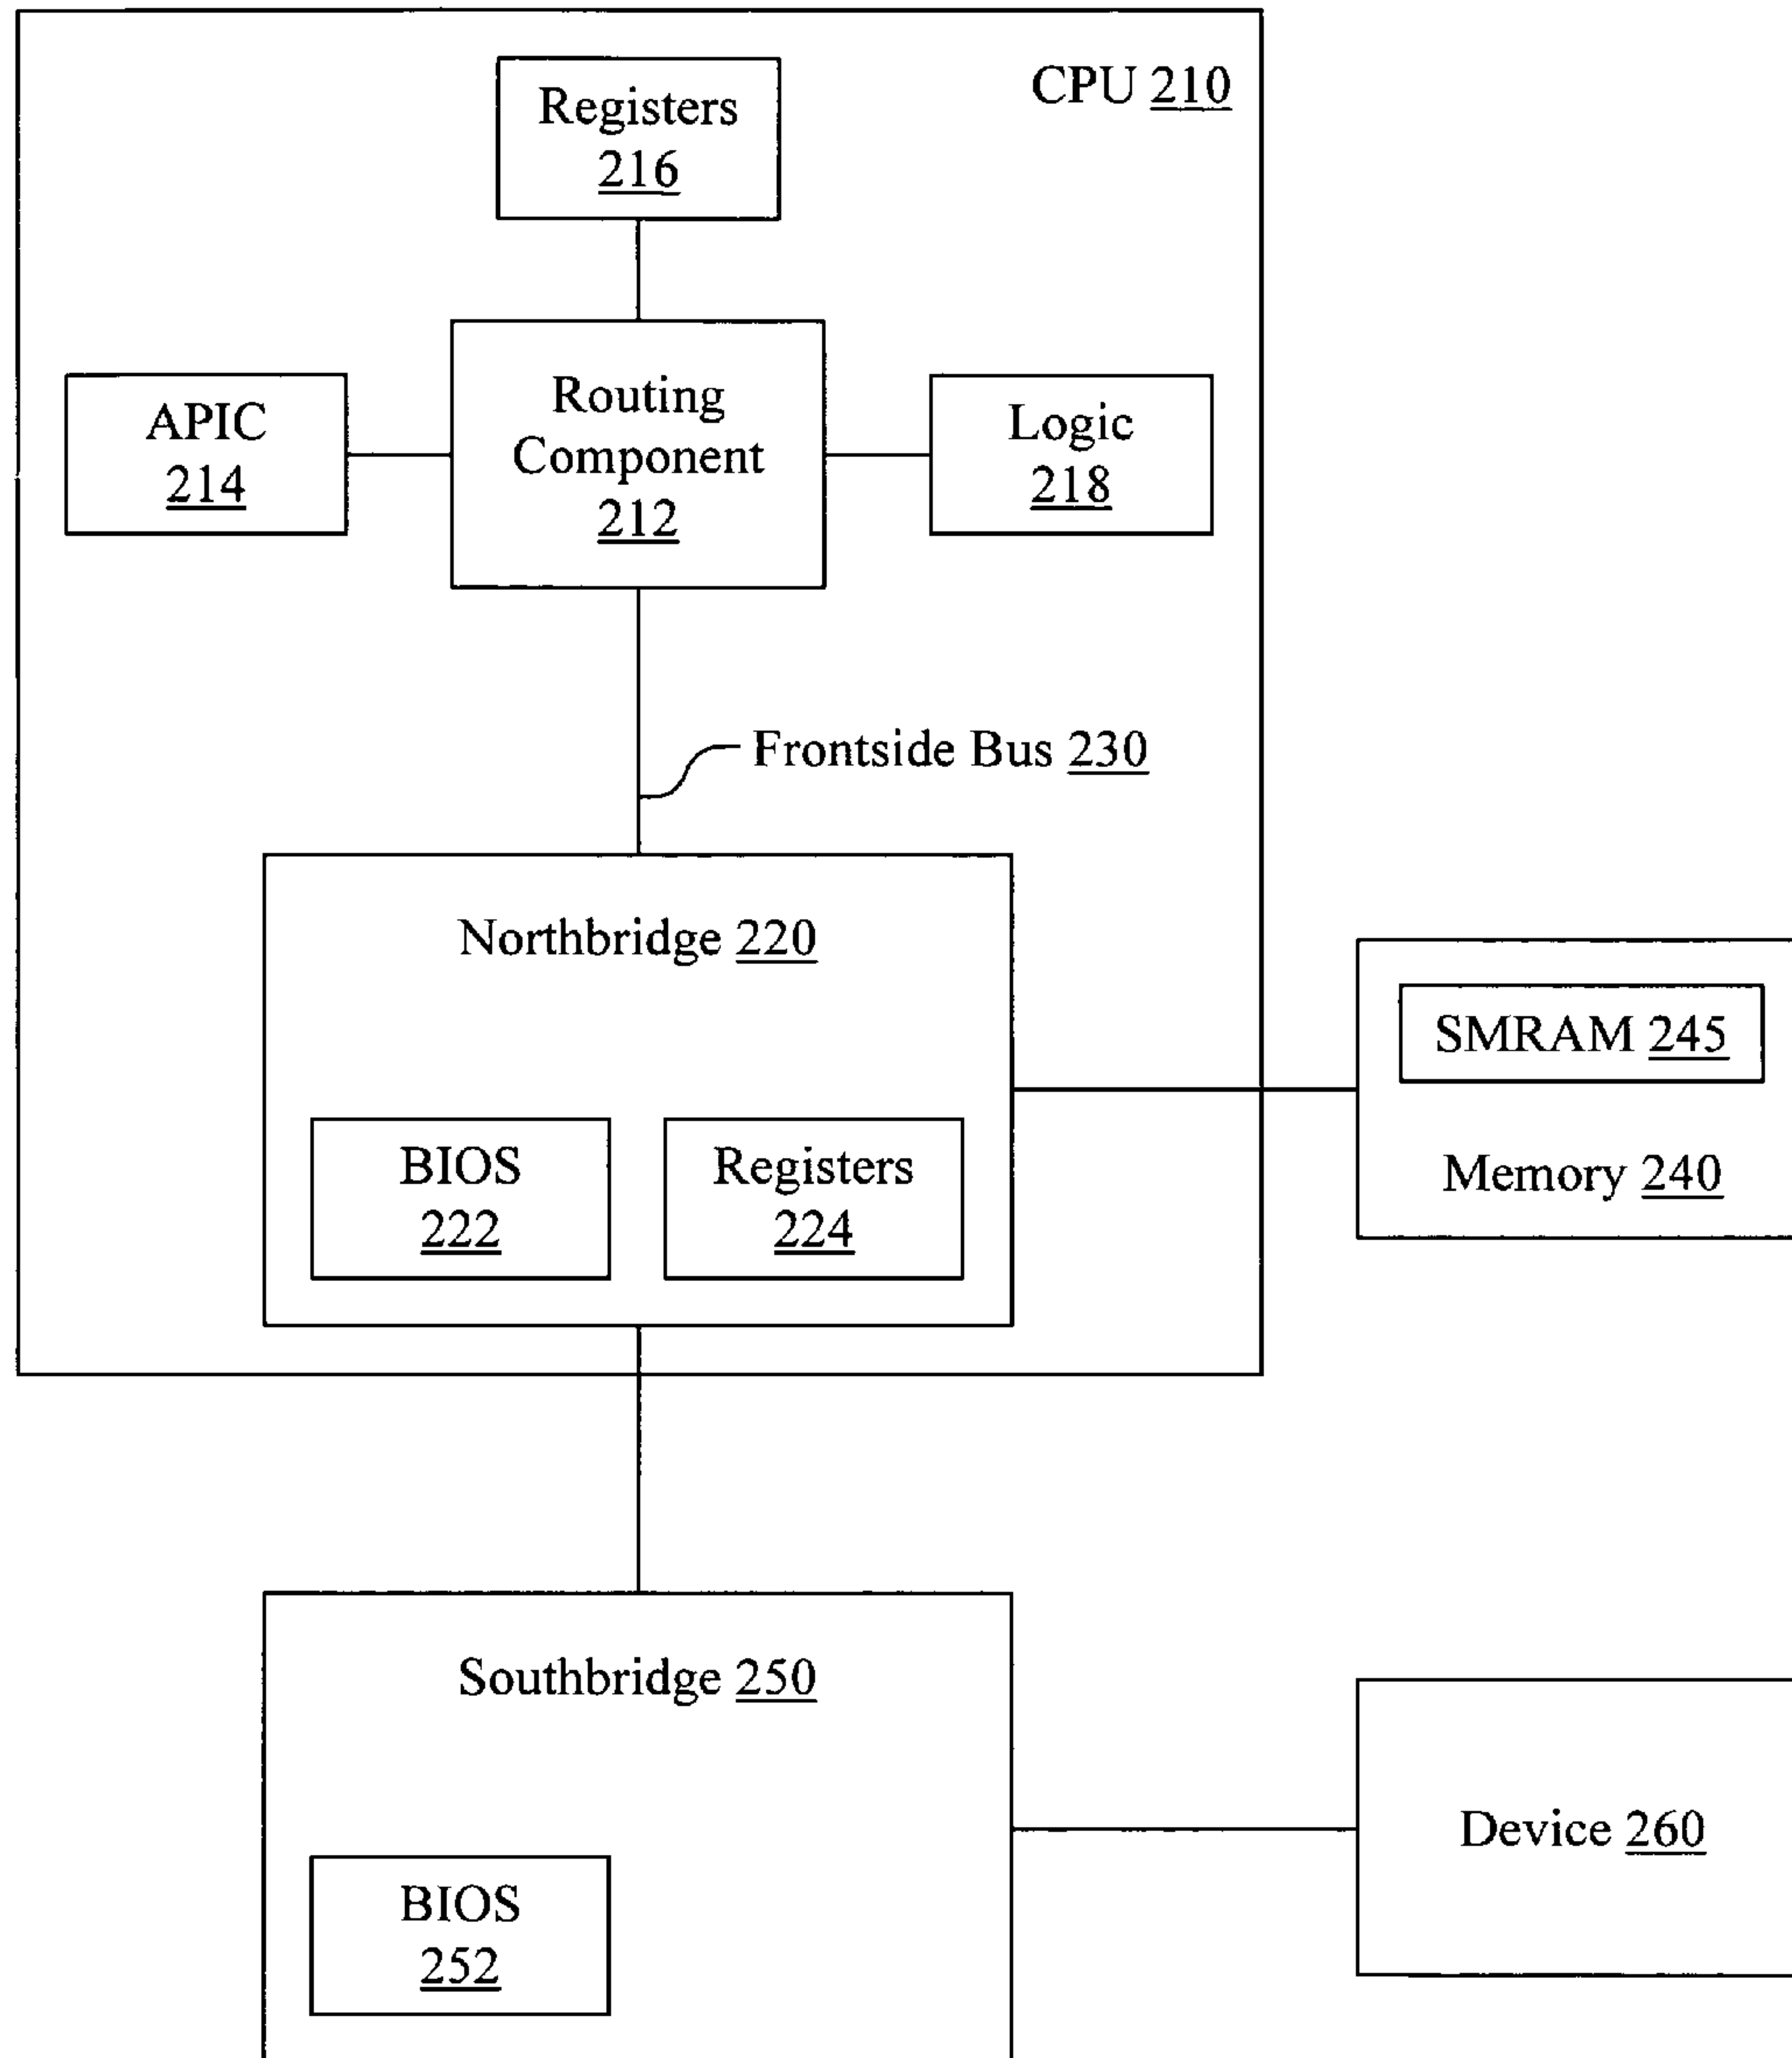 CPU 210
Registers
216
APIC
214
Routing
Component
212
Logic
218
Frontside Bus 230
Northbridge 220
SMRAM 245
Memory 240
BIOS
222
Registers
224
Southbridge 250
Device 260
BIOS
252